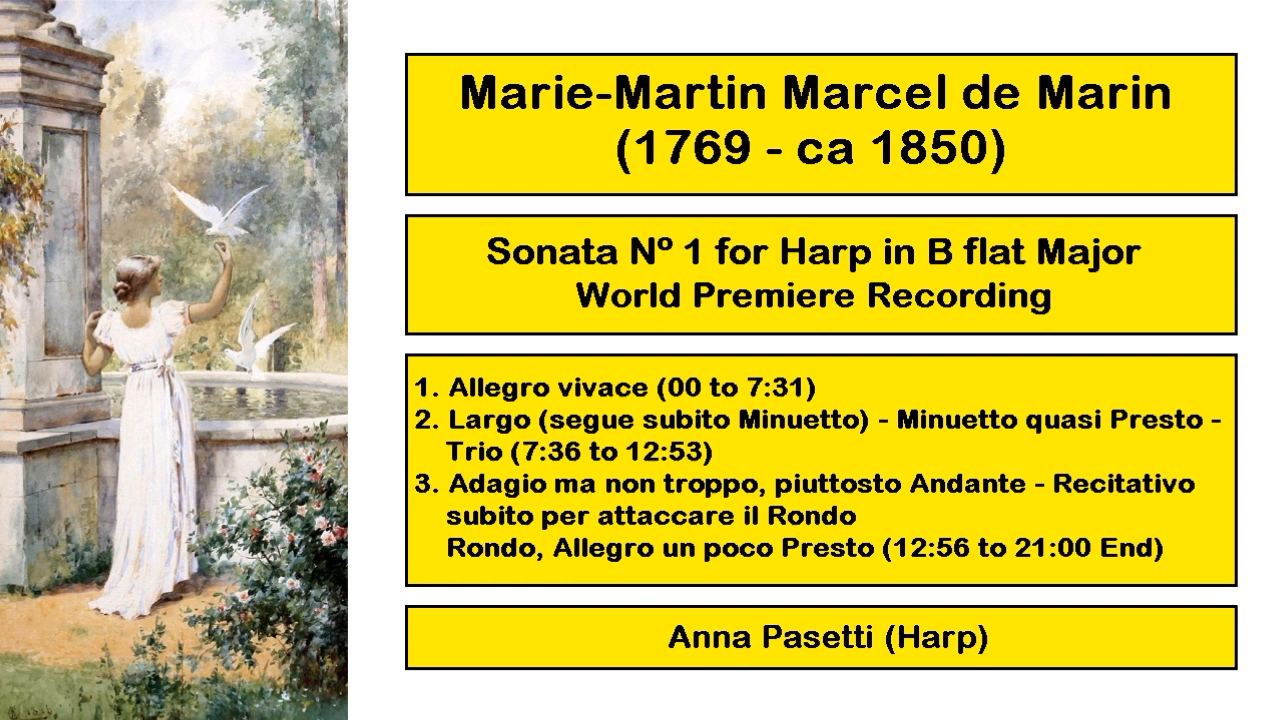 Marie-Martin Marcel de Marin
(1769 - ca 1850)
Sonata Nº 1 for Harp in B flat Major
World Premiere Recording
1. Allegro vivace (00 to 7:31)
2. Largo (segue subito Minuetto) - Minuetto quasi Presto -
Trio (7:36 to 12:53)
3. Adagio ma non troppo, piuttosto Andante - Recitativo
subito per attaccare il Rondo
Rondo, Allegro un poco Presto (12:56 to 21:00 End)
Anna Pasetti (Harp)